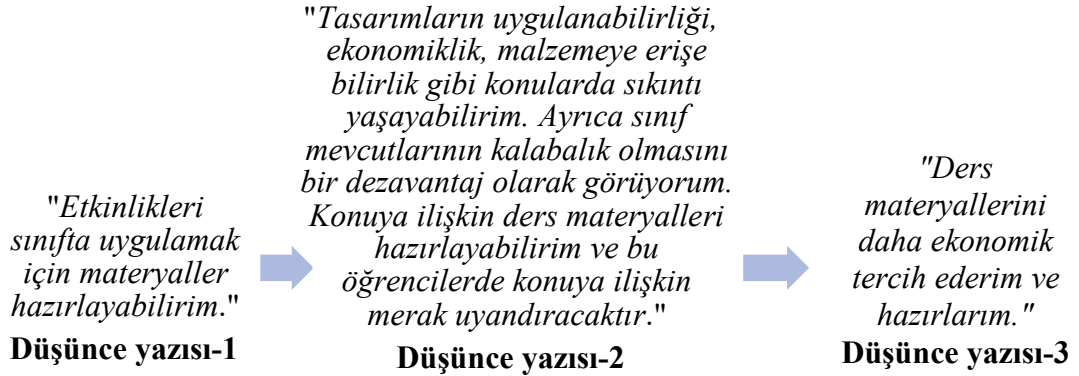 "Etkinlikleri
sınıfta uygulamak
için materyaller
hazırlayabilirim."
Düşünce yazısı-1
"Tasarımların uygulanabilirliği,
ekonomiklik, malzemeye erişe
bilirlik gibi konularda sıkıntı
yaşayabilirim. Ayrıca sınıf
mevcutlarının kalabalık olmasını
bir dezavantaj olarak görüyorum.
Konuya ilişkin ders materyalleri
hazırlayabilirim ve bu
öğrencilerde konuya ilişkin
merak uyandıracaktır."
Düşünce yazısı-2
"Ders
materyallerini
daha ekonomik
tercih ederim ve
hazırlarım."
Düşünce yazısı-3